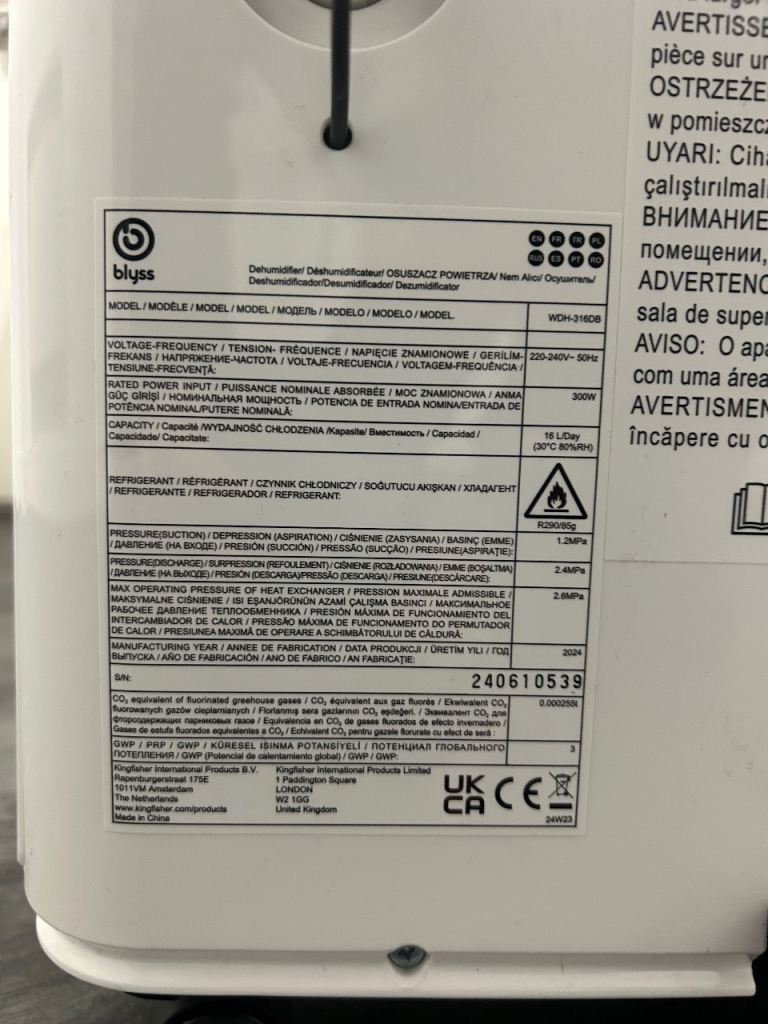 blyss
EN FR TR PL
RUS ES PT RO
Dehumidifier/ Déshumidificateur/ OSUSZACZ POWIETRZA/ Nem Alıcı/ Осушитель/
Deshumidificador/Desumidificador/ Dezumidificator
MODEL / MODÈLE / MODEL / MODEL / МОДЕЛЬ / MODELO / MODELO / MODEL.
WDH-316DB
VOLTAGE-FREQUENCY / TENSION- FRÉQUENCE / NAPIĘCIE ZNAMIONOWE / GERİLİM-
FREKANS / НАПРЯЖЕНИЕ-ЧАСТОТА / VOLTAJE-FRECUENCIA / VOLTAGEM-FREQUÊNCIA /
TENSIUNE-FRECVENŢĂ:
220-240V~ 50Hz
RATED POWER INPUT / PUISSANCE NOMINALE ABSORBÉE / MOC ZNAMIONOWA / ANMA
GÜÇ GİRİŞİ / НОМИНАЛЬНАЯ МОЩНОСТЬ / POTENCIA DE ENTRADA NOMINA/ENTRADA DE
POTÊNCIA NOMINAL/PUTERE NOMINALĂ:
300W
CAPACITY / Capacité /WYDAJNOŚĆ CHŁODZENIA /Kapasite/ Вместимость / Capacidad /
Capacidade/ Capacitate:
16 L/Day
(30°C 80%RH)
REFRIGERANT / RÉFRIGÉRANT / CZYNNIK CHŁODNICZY / SOĞUTUCU AKIŞKAN / ХЛАДАГЕНТ
/ REFRIGERANTE / REFRIGERADOR / REFRIGERANT:
R290/85g
PRESSURE(SUCTION) / DEPRESSION (ASPIRATION) / CIŚNIENIE (ZASYSANIA) / BASINÇ (EMME)
/ ДАВЛЕНИЕ (НА ВХОДЕ) / PRESIÓN (SUCCIÓN) / PRESSÃO (SUCÇÃO) / PRESIUNE(ASPIRAŢIE):
1.2MPa
PRESSURE(DISCHARGE) / SURPRESSION (REFOULEMENT) / CIŚNIENIE (ROZŁADOWANIA) / EMME (BOŞALTMA)
/ ДАВЛЕНИЕ (НА ВЫХОДЕ) / PRESIÓN (DESCARGA)/PRESSÃO (DESCARGA) / PRESIUNE(DESCĂRCARE):
2.4MPa
MAX OPERATING PRESSURE OF HEAT EXCHANGER / PRESSION MAXIMALE ADMISSIBLE /
MAKSYMALNE CIŚNIENIE / ISI EŞANJÖRÜNÜN AZAMİ ÇALIŞMA BASINCI / МАКСИМАЛЬНОЕ
РАБОЧЕЕ ДАВЛЕНИЕ ТЕПЛООБМЕННИКА / PRESIÓN MÁXIMA DE FUNCIONAMIENTO DEL
INTERCAMBIADOR DE CALOR / PRESSÃO MÁXIMA DE FUNCIONAMENTO DO PERMUTADOR
DE CALOR / PRESIUNEA MAXIMĂ DE OPERARE A SCHIMBĂTORULUI DE CĂLDURĂ:
2.6MPa
MANUFACTURING YEAR / ANNEE DE FABRICATION / DATA PRODUKCJI / ÜRETİM YILI / ГОД
ВЫПУСКА / AÑO DE FABRICACIÓN / ANO DE FABRICO / AN FABRICAŢIE:
2024
S/N:
240610539
CO₂ equivalent of fluorinated greehouse gases / CO₂ équivalent aux gaz fluorés / Ekwiwalent CO₂
fluorowanych gazów cieplarnianych / Florlanmış sera gazlarının CO₂ eşdeğeri. / Эквивалент CO₂ для
фторсодержащих парниковых газов / Equivalencia en CO₂ de gases fluorados de efecto invernadero /
Gases de estufa fluorados equivalentes a CO₂ / Echivalent CO₂ pentru gazele florurate cu efect de seră :
0.000255t
GWP / PRP / GWP / KÜRESEL ISINMA POTANSİYELİ / ПОТЕНЦИАЛ ГЛОБАЛЬНОГО
ПОТЕПЛЕНИЯ / GWP (Potencial de calentamiento global) / GWP / GWP:
3
Kingfisher International Products B.V.
Rapenburgerstraat 175E
1011VM Amsterdam
The Netherlands
www.kingfisher.com/products
Made in China
Kingfisher International Products Limited
1 Paddington Square
LONDON
W2 1GG
United Kingdom
UK
CA
CE
24W23
AVERTISSE
pièce sur un
OSTRZEŻE
w pomieszcz
UYARI: Ciha
çalıştırılmalı
ВНИМАНИЕ
помещении,
ADVERTENC
sala de super
AVISO: O apa
com uma área
AVERTISMEN
încăpere cu o